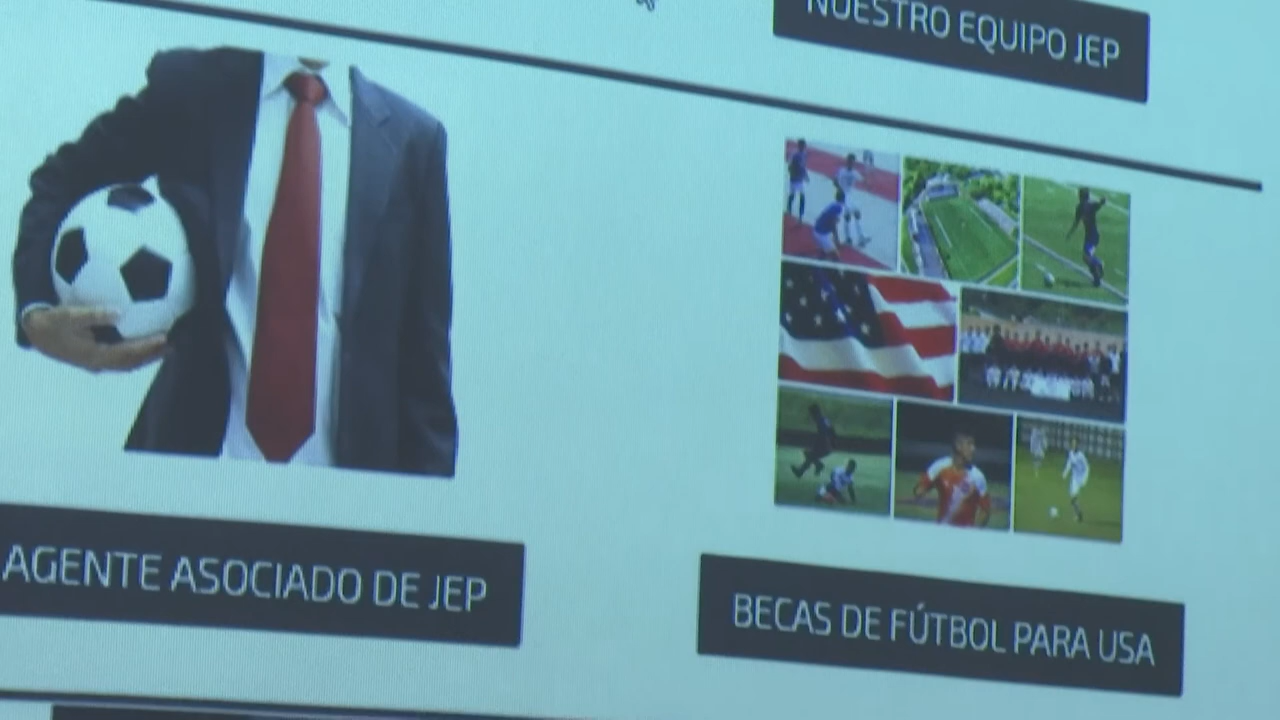 NUESTRO EQUIPO JEP
AGENTE ASOCIADO DE JEP
BECAS DE FÚTBOL PARA USA